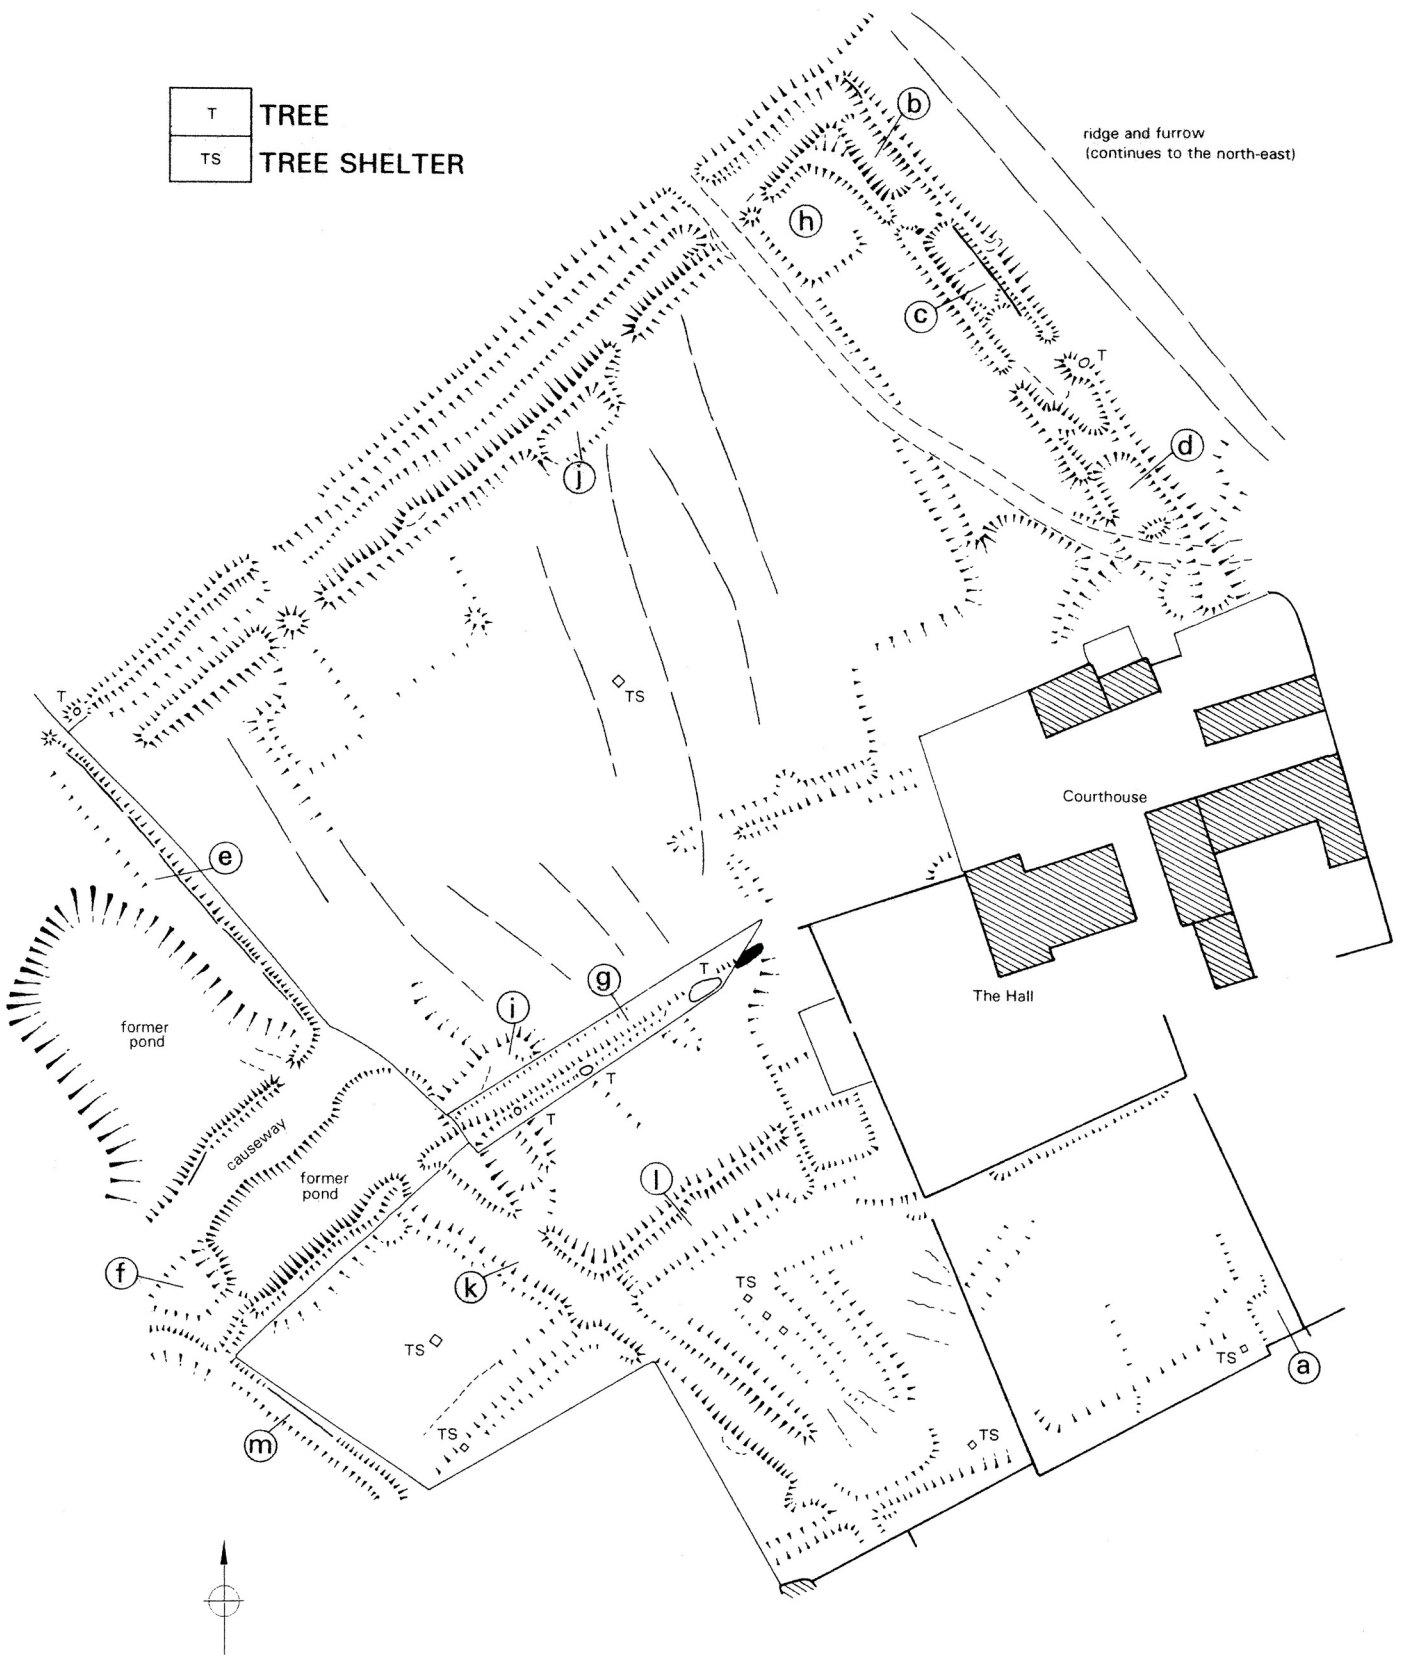 T TREE
TS TREE SHELTER
b
ridge and furrow
(continues to the north-east)
h
c
T
d
j
TS
T
Courthouse
e
The Hall
former
pond
g
T
i
T
T
causeway
former
pond
l
f
k
TS
TS
TS
a
m
TS
TS